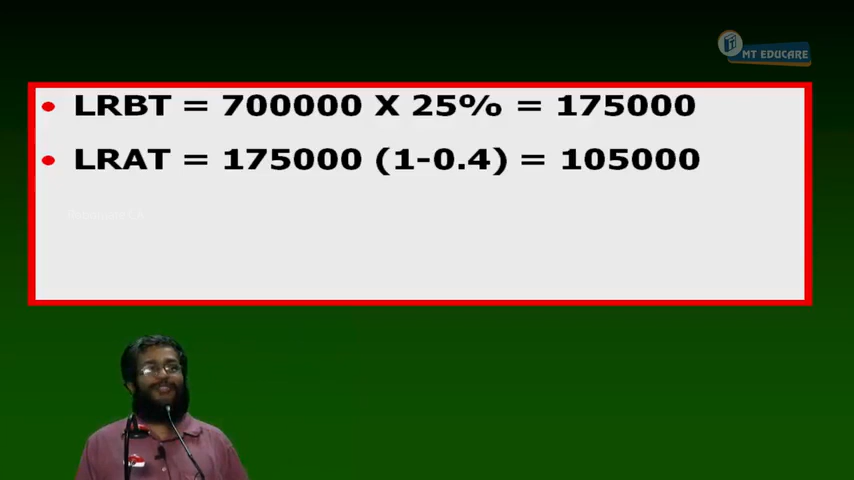 MT EDUCARE
• LRBT = 700000 X 25% = 175000
• LRAT = 175000 (1-0.4) = 105000